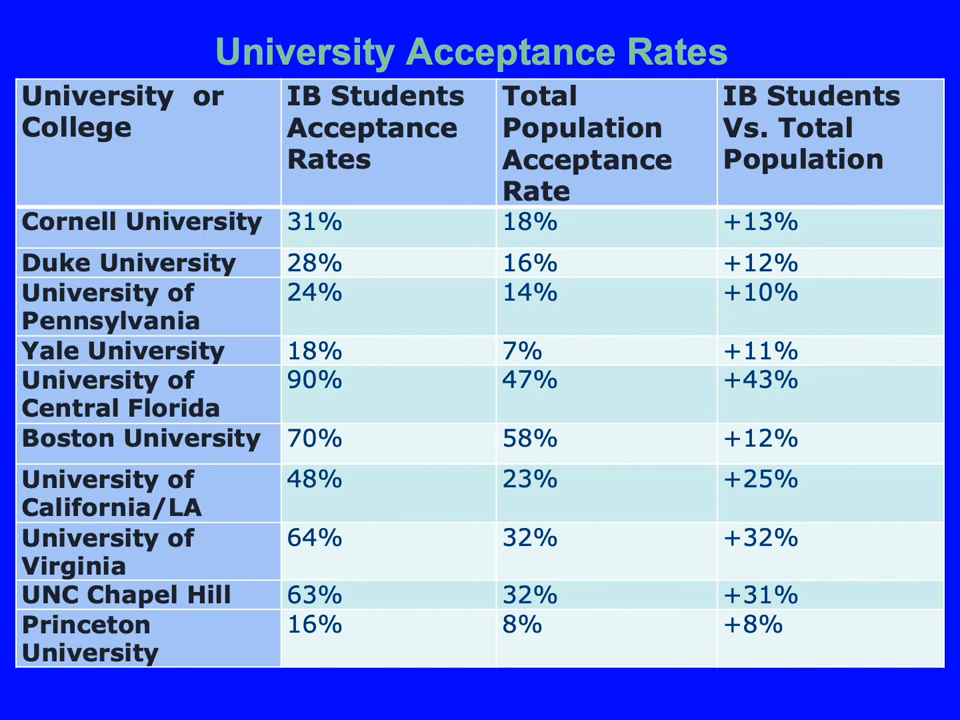 University Acceptance Rates
University or College | IB Students Acceptance Rates | Total Population Acceptance Rate | IB Students Vs. Total Population
Cornell University | 31% | 18% | +13%
Duke University | 28% | 16% | +12%
University of Pennsylvania | 24% | 14% | +10%
Yale University | 18% | 7% | +11%
University of Central Florida | 90% | 47% | +43%
Boston University | 70% | 58% | +12%
University of California/LA | 48% | 23% | +25%
University of Virginia | 64% | 32% | +32%
UNC Chapel Hill | 63% | 32% | +31%
Princeton University | 16% | 8% | +8%